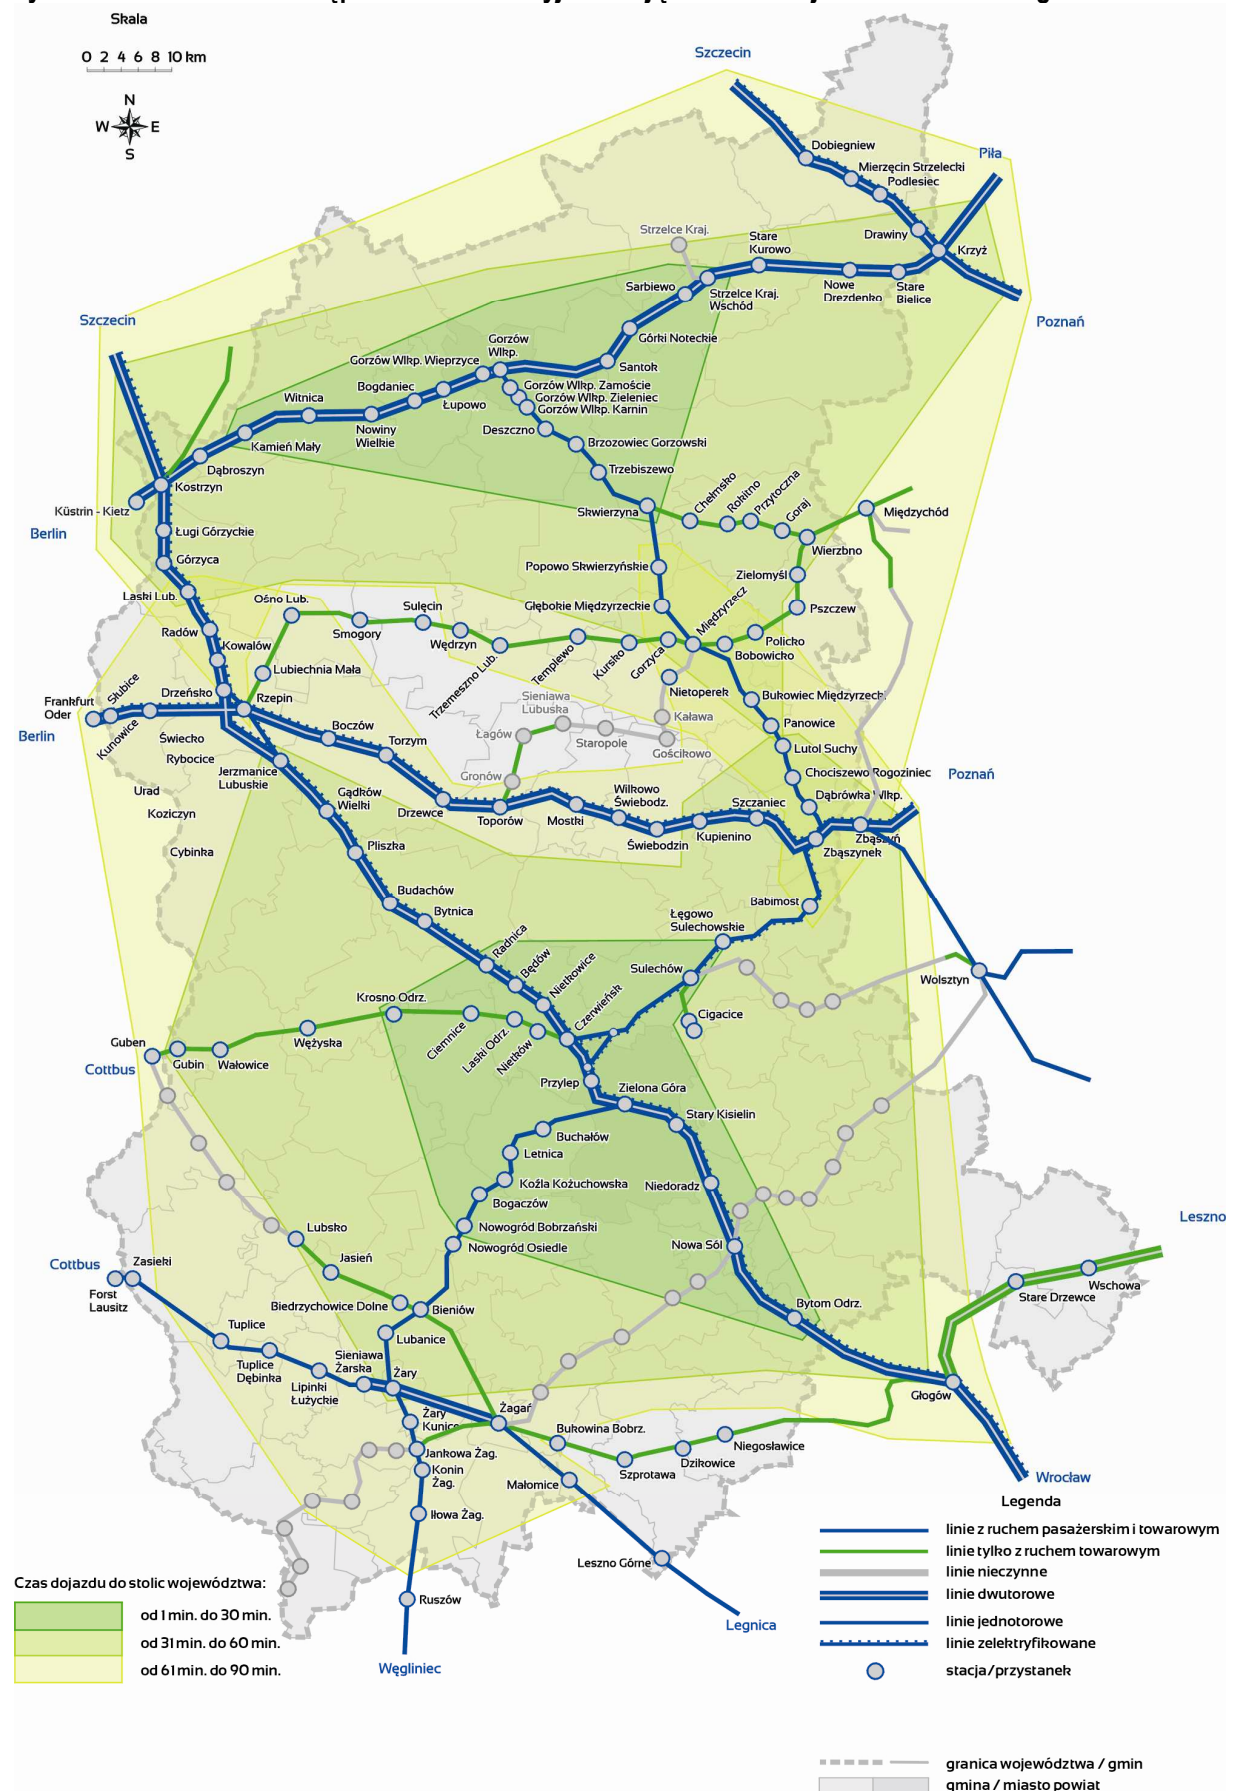 Skala
0 2 4 6 8 10 km
N
W E
S
Szczecin
Dobiegniew
Mierzęcin Strzelecki
Podlesiec
Piła
Drawiny
Krzyż
Strzelce Kraj.
Stare
Kurowo
Sarbiewo
Strzelce Kraj.
Wschód
Nowe
Drezdenko
Stare
Bielice
Poznań
Szczecin
Górki Noteckie
Gorzów
Wlkp.
Gorzów Wlkp. Wieprzyce
Santok
Bogdaniec
Gorzów Wlkp. Zamoście
Gorzów Wlkp. Zieleniec
Gorzów Wlkp. Karnin
Witnica
Łupowo
Nowiny
Wielkie
Deszczno
Brzozowiec Gorzowski
Kamień Mały
Dąbroszyn
Trzebiszewo
Kostrzyn
Küstrin - Kietz
Skwierzyna
Chełmsko
Rokitno
Przytoczna
Goraj
Międzychód
Berlin
Ługi Górzyckie
Wierzbno
Górzyca
Popowo Skwierzyńskie
Zielomyśl
Laski Lub.
Ośno Lub.
Sulęcin
Głębokie Międzyrzeckie
Międzyrzecz
Pszczew
Radów
Smogory
Wędrzyn
Policko
Kowalów
Trzemeszno Lub.
Templewo
Kursko
Gorzyca
Bobowicko
Lubiechnia Mała
Nietoperek
Drzeńsko
Rzepin
Słubice
Frankfurt
Oder
Kunowice
Berlin
Bukowiec Międzyrzeck.
Sieniawa
Lubuska
Kaława
Panowice
Boczów
Łagów
Staropole
Gościkowo
Świecko
Torzym
Lutol Suchy
Rybocice
Jerzmanice
Lubuskie
Gronów
Chociszewo Rogoziniec
Poznań
Urad
Gądków
Wielki
Wilkowo
Świebodz.
Dąbrówka Wlkp.
Koziczyn
Drzewce
Toporów
Mostki
Szczaniec
Świebodzin
Kupienino
Zbąszyń
Zbąszynek
Cybinka
Pliszka
Budachów
Babimost
Bytnica
Łęgowo
Sulechowskie
Radnica
Będów
Nietkowice
Sulechów
Wolsztyn
Krosno Odrz.
Czerwieńsk
Cigacice
Ciemnice
Laski Odrz.
Nietków
Guben
Wężyska
Gubin
Wałowice
Cottbus
Przylep
Zielona Góra
Stary Kisielin
Buchałów
Letnica
Koźla Kożuchowska
Niedoradz
Bogaczów
Lubsko
Nowogród Bobrzański
Nowogród Osiedle
Nowa Sól
Leszno
Jasień
Cottbus
Zasieki
Forst
Lausitz
Wschowa
Stare Drzewce
Biedrzychowice Dolne
Bieniów
Bytom Odrz.
Tuplice
Lubanice
Tuplice
Dębinka
Sieniawa
Żarska
Lipinki
Łużyckie
Żary
Głogów
Żagań
Żary
Kunice
Bukowina Bobrz.
Niegosławice
Jankowa Żag.
Dzikowice
Szprotawa
Konin
Żag.
Małomice
Wrocław
Iłowa Żag.
Leszno Górne
Ruszów
Legnica
Węgliniec
Legenda
linie z ruchem pasażerskim i towarowym
linie tylko z ruchem towarowym
linie nieczynne
linie dwutorowe
linie jednotorowe
linie zelektryfikowane
stacja/przystanek
granica województwa / gmin
gmina / miasto powiat
Czas dojazdu do stolic województwa:
od 1 min. do 30 min.
od 31 min. do 60 min.
od 61 min. do 90 min.